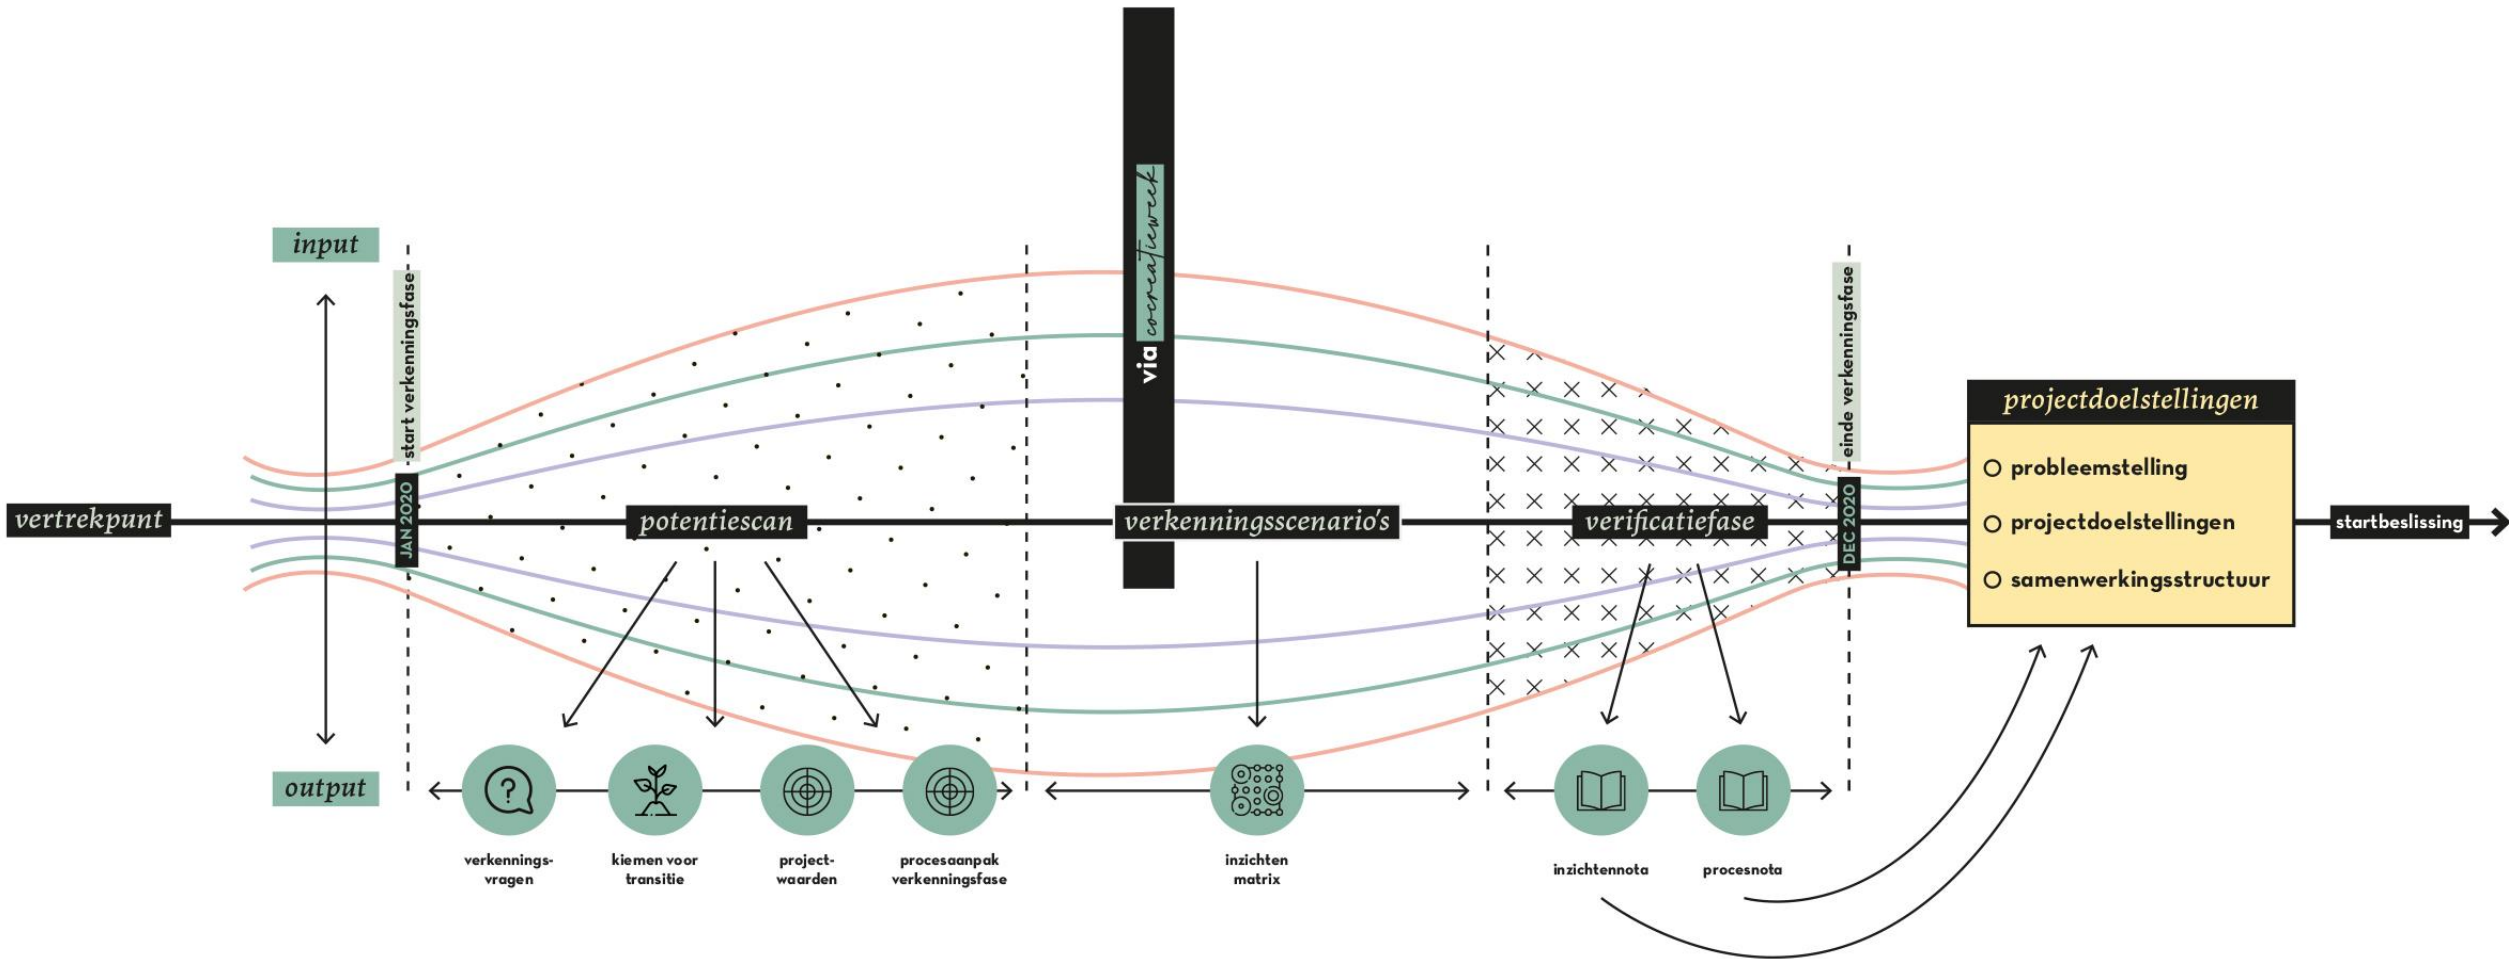 input
start verkenningsfase
JAN 2020
vertrekpunt
output
potentiescan
via cocreatieweek
verkenningsscenario's
verificatiefase
einde verkenningsfase
DEC 2020
projectdoelstellingen
probleemstelling
projectdoelstellingen
samenwerkingsstructuur
startbeslissing
verkennings-
vragen
kiemen voor
transitie
project-
waarden
procesaanpak
verkenningsfase
inzichten
matrix
inzichtennota
procesnota